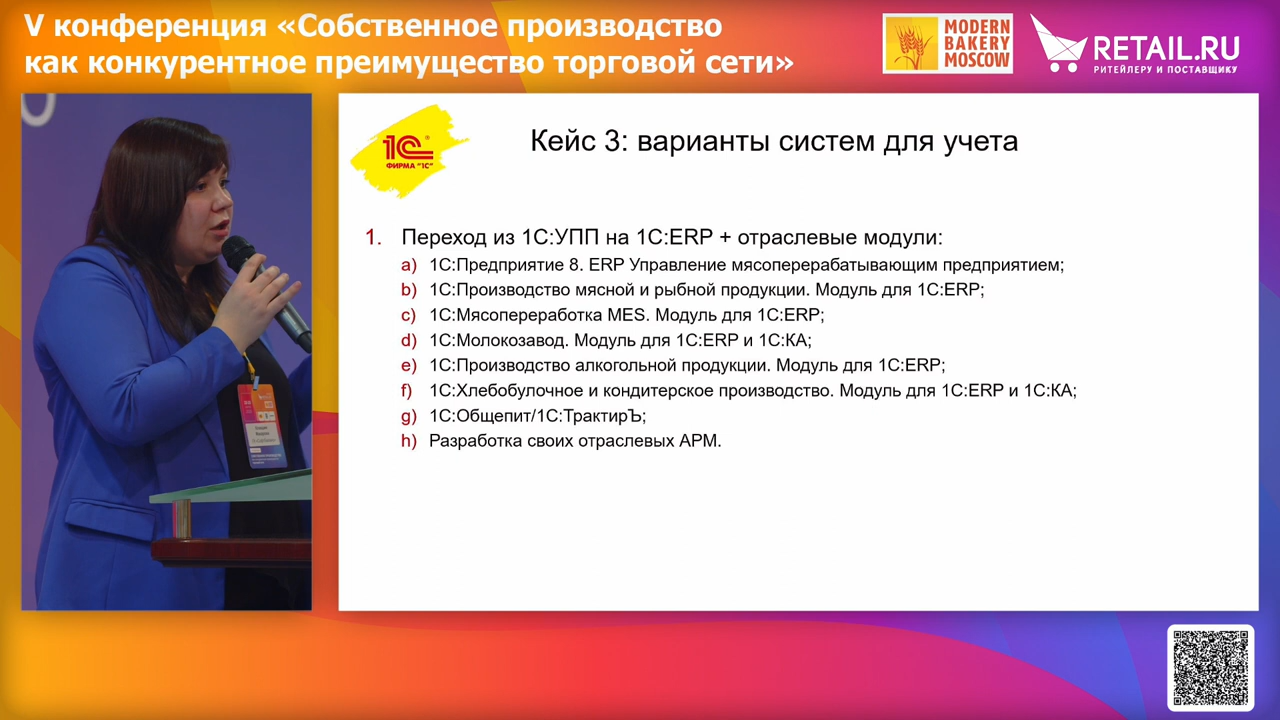 V конференция «Собственное производство
как конкурентное преимущество торговой сети»
MODERN
BAKERY
MOSCOW
RETAIL.RU
РИТЕЙЛЕРУ И ПОСТАВЩИКУ
1С®
ФИРМА "1С"
Кейс 3: варианты систем для учета
1. Переход из 1С:УПП на 1С:ERP + отраслевые модули:
a) 1С:Предприятие 8. ERP Управление мясоперерабатывающим предприятием;
b) 1С:Производство мясной и рыбной продукции. Модуль для 1С:ERP;
c) 1С:Мясопереработка MES. Модуль для 1С:ERP;
d) 1С:Молокозавод. Модуль для 1С:ERP и 1С:КА;
e) 1С:Производство алкогольной продукции. Модуль для 1С:ERP;
f) 1С:Хлебобулочное и кондитерское производство. Модуль для 1С:ERP и 1С:КА;
g) 1С:Общепит/1С:ТрактирЪ;
h) Разработка своих отраслевых АРМ.